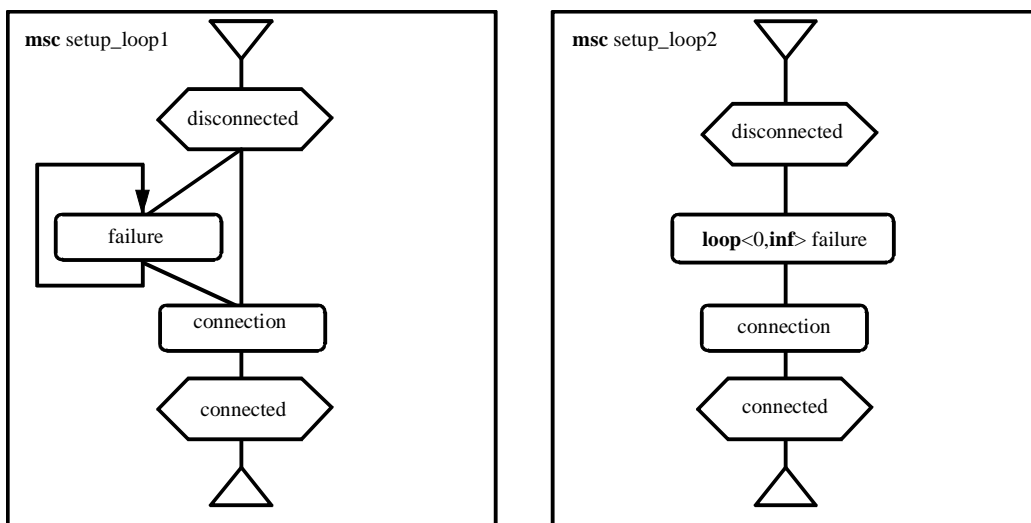 msc setup_loop1
disconnected
failure
connection
connected
msc setup_loop2
disconnected
loop<0,inf> failure
connection
connected